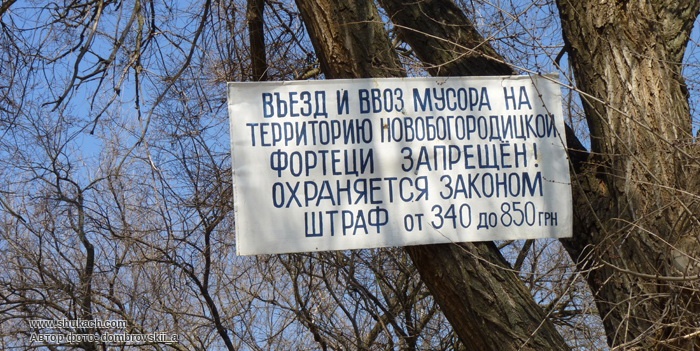 ВЪЕЗД И ВВОЗ МУСОРА НА
ТЕРРИТОРИЮ НОВОБОГОРОДИЦКОЙ
ФОРТЕЦИ ЗАПРЕЩЁН!
ОХРАНЯЕТСЯ ЗАКОНОМ
ШТРАФ от 340 до 850 грн
www.shukach.com
Автор фото: dombrovskii_a